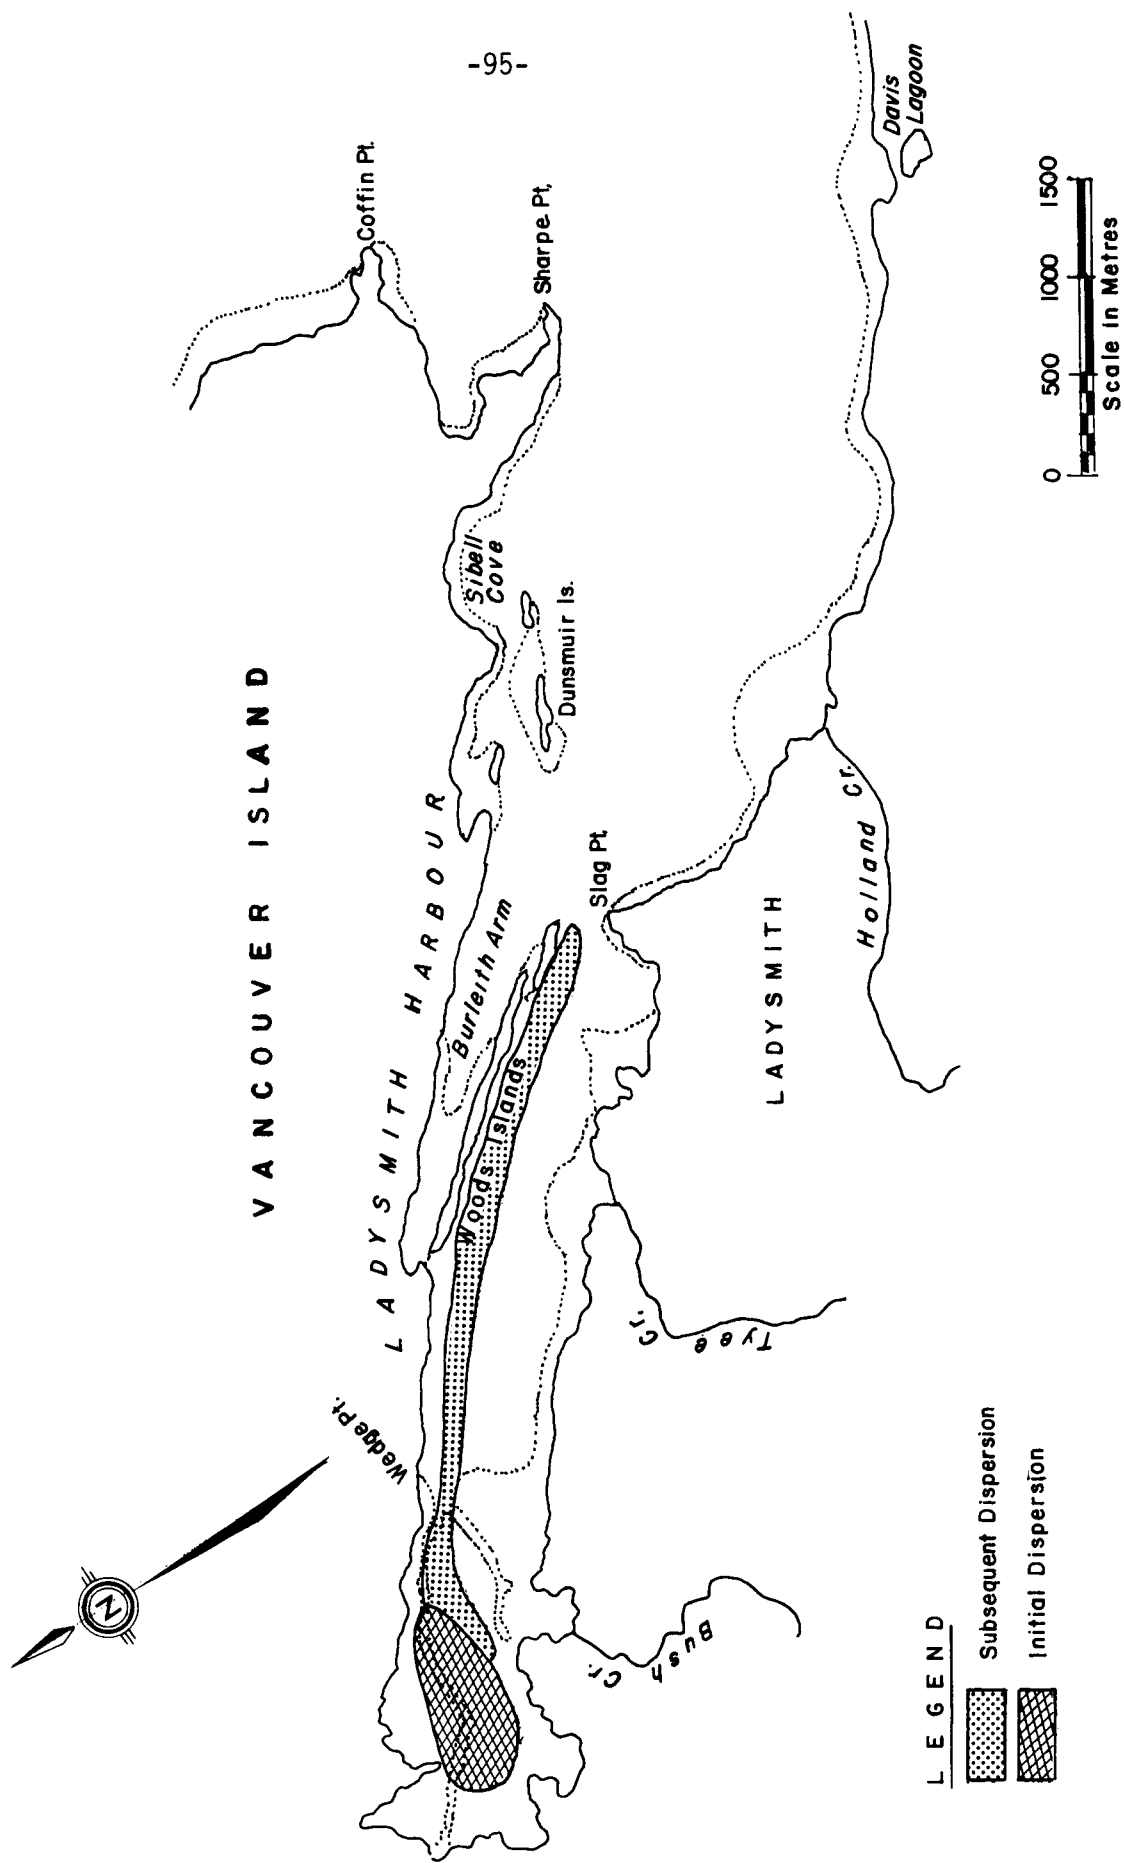 -95-
VANCOUVER ISLAND
LADYSMITH HARBOUR
Coffin Pt.
Sharpe Pt.
Sibell
Cove
Dunsmuir Is.
Burleith Arm
Woods Islands
Wedge Pt.
Slag Pt.
LADYSMITH
Holland Cr.
Davis
Lagoon
Tyee Cr.
Bush Cr.
N
LEGEND
Subsequent Dispersion
Initial Dispersion
0 500 1000 1500
Scale in Metres